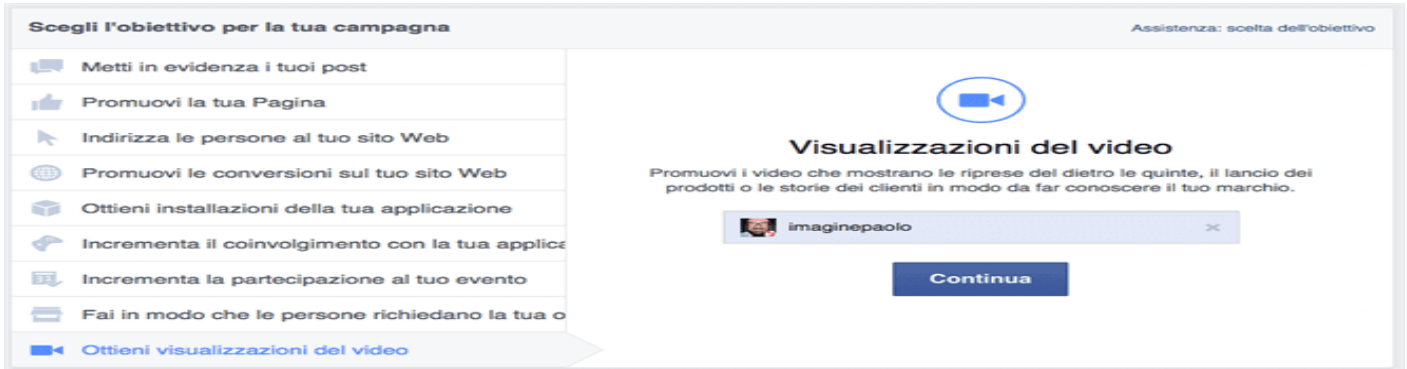 Scegli l'obiettivo per la tua campagna
Assistenza: scelta dell'obiettivo
Metti in evidenza i tuoi post
Promuovi la tua Pagina
Indirizza le persone al tuo sito Web
Promuovi le conversioni sul tuo sito Web
Ottieni installazioni della tua applicazione
Incrementa il coinvolgimento con la tua applica
Incrementa la partecipazione al tuo evento
Fai in modo che le persone richiedano la tua o
Ottieni visualizzazioni del video
Visualizzazioni del video
Promuovi i video che mostrano le riprese del dietro le quinte, il lancio dei
prodotti o le storie dei clienti in modo da far conoscere il tuo marchio.
imaginepaolo
Continua